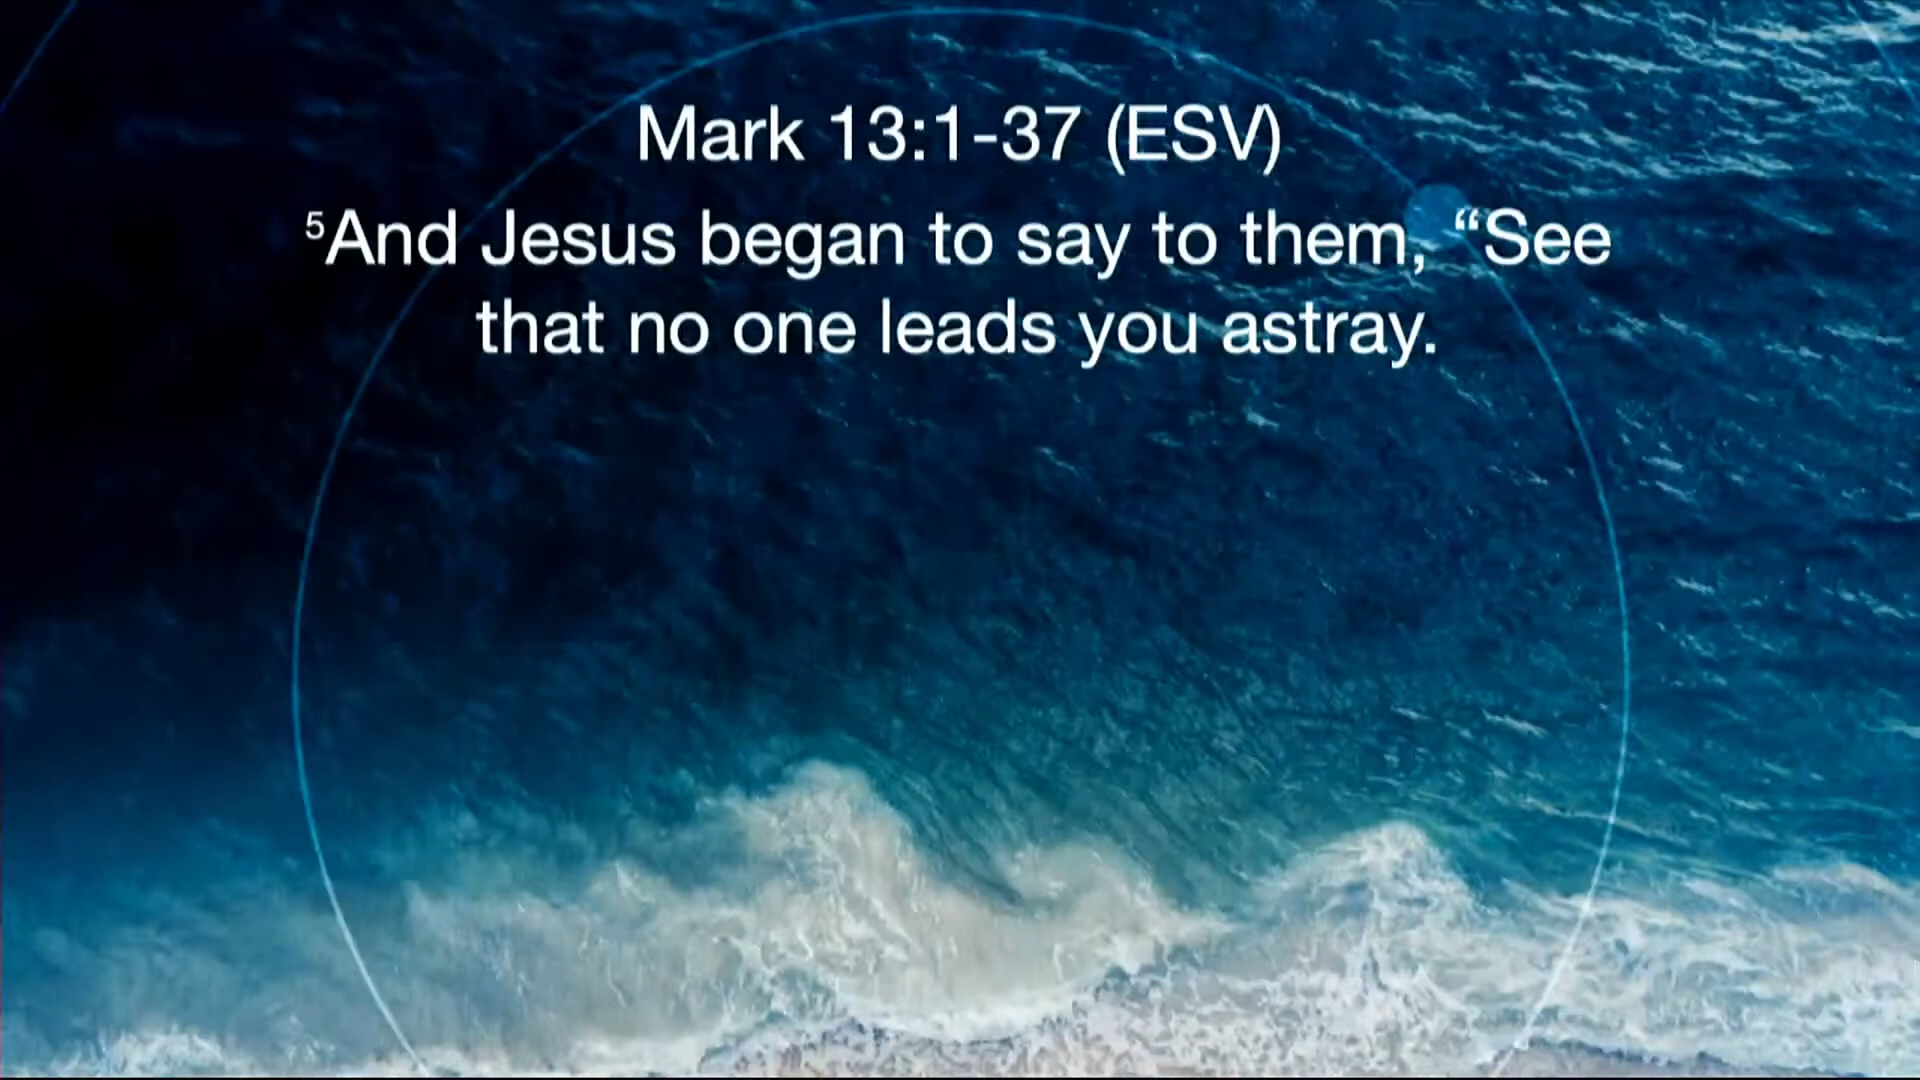 Mark 13:1-37 (ESV)
⁵And Jesus began to say to them, “See
that no one leads you astray.